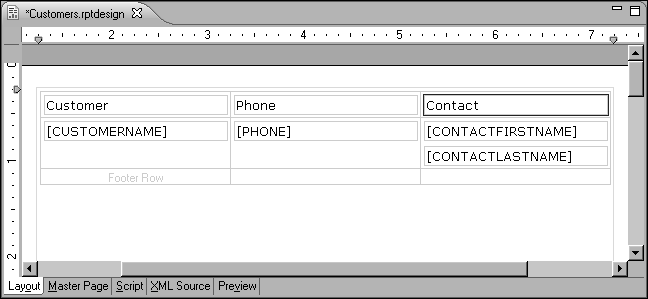 *Customers.rptdesign
2 3 4 5 6 7
0
Customer Phone Contact
[CUSTOMERNAME] [PHONE] [CONTACTFIRSTNAME]
1
[CONTACTLASTNAME]
Footer Row
2
Layout Master Page Script XML Source Preview